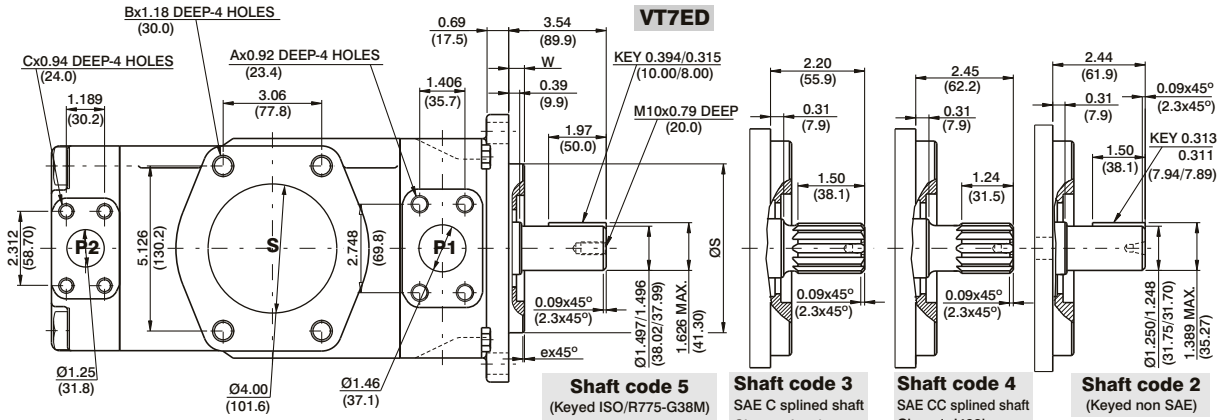 VT7ED
Bx1.18 DEEP-4 HOLES
(30.0)
Cx0.94 DEEP-4 HOLES
(24.0)
Ax0.92 DEEP-4 HOLES
(23.4)
1.189
(30.2)
3.06
(77.8)
1.406
(35.7)
0.69
(17.5)
3.54
(89.9)
W
0.39
(9.9)
KEY 0.394/0.315
(10.00/8.00)
M10x0.79 DEEP
(20.0)
1.97
(50.0)
2.312
(58.70)
P2
5.126
(130.2)
S
2.748
(69.8)
P1
Ø1.25
(31.8)
Ø4.00
(101.6)
Ø1.46
(37.1)
0.09x45º
(2.3x45º)
ex45º
Ø1.497/1.496
(38.02/37.99)
1.626 MAX.
(41.30)
ØS
Shaft code 5
(Keyed ISO/R775-G38M)
2.20
(55.9)
0.31
(7.9)
1.50
(38.1)
0.09x45º
(2.3x45º)
Shaft code 3
SAE C splined shaft
2.45
(62.2)
0.31
(7.9)
1.24
(31.5)
0.09x45º
(2.3x45º)
Shaft code 4
SAE CC splined shaft
2.44
(61.9)
0.31
(7.9)
0.09x45º
(2.3x45º)
KEY 0.313
0.311
(7.94/7.89)
1.50
(38.1)
Ø1.250/1.248
(31.75/31.70)
1.389 MAX.
(35.27)
Shaft code 2
(Keyed non SAE)